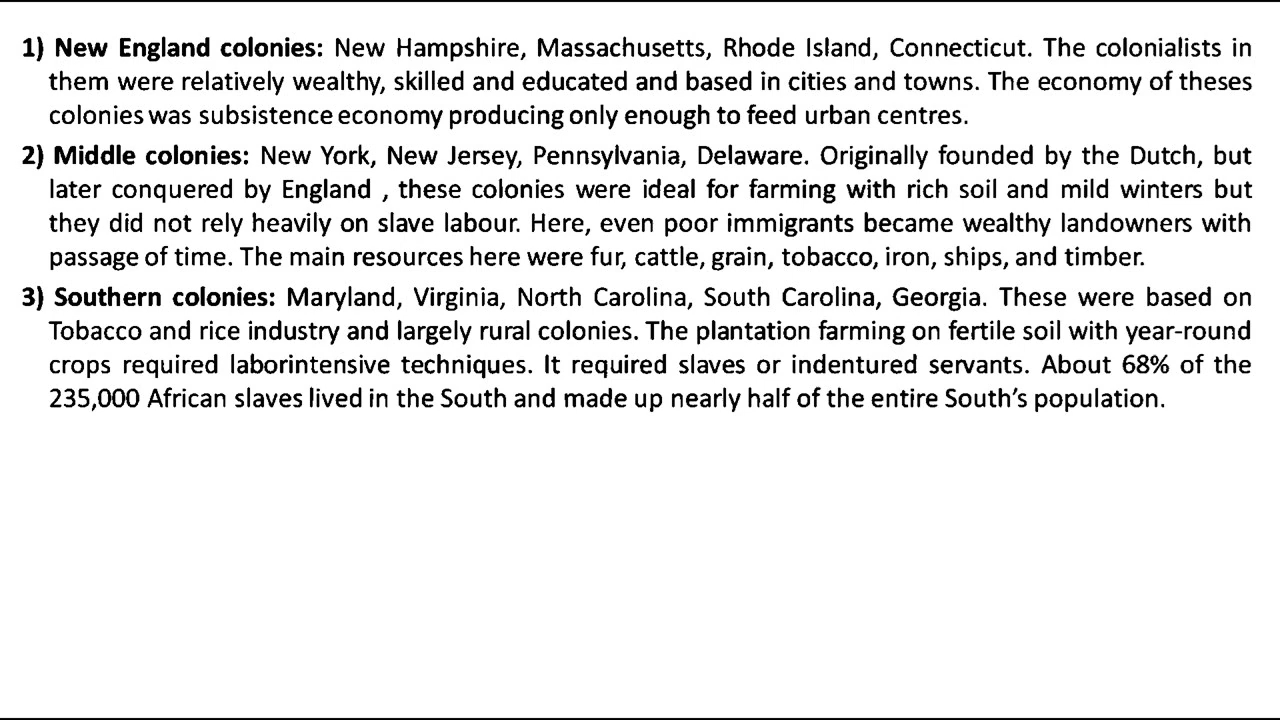 1) New England colonies: New Hampshire, Massachusetts, Rhode Island, Connecticut. The colonialists in
them were relatively wealthy, skilled and educated and based in cities and towns. The economy of theses
colonies was subsistence economy producing only enough to feed urban centres.
2) Middle colonies: New York, New Jersey, Pennsylvania, Delaware. Originally founded by the Dutch, but
later conquered by England , these colonies were ideal for farming with rich soil and mild winters but
they did not rely heavily on slave labour. Here, even poor immigrants became wealthy landowners with
passage of time. The main resources here were fur, cattle, grain, tobacco, iron, ships, and timber.
3) Southern colonies: Maryland, Virginia, North Carolina, South Carolina, Georgia. These were based on
Tobacco and rice industry and largely rural colonies. The plantation farming on fertile soil with year-round
crops required laborintensive techniques. It required slaves or indentured servants. About 68% of the
235,000 African slaves lived in the South and made up nearly half of the entire South’s population.